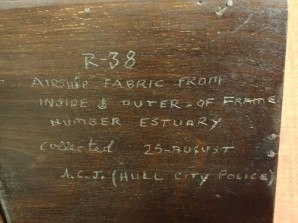 R-38
AIRSHIP FABRIC FROM
INSIDE & OUTER-OF FRAME
HUMBER ESTUARY
collected 25-AUGUST
A.C.J. (HULL CITY POLICE)